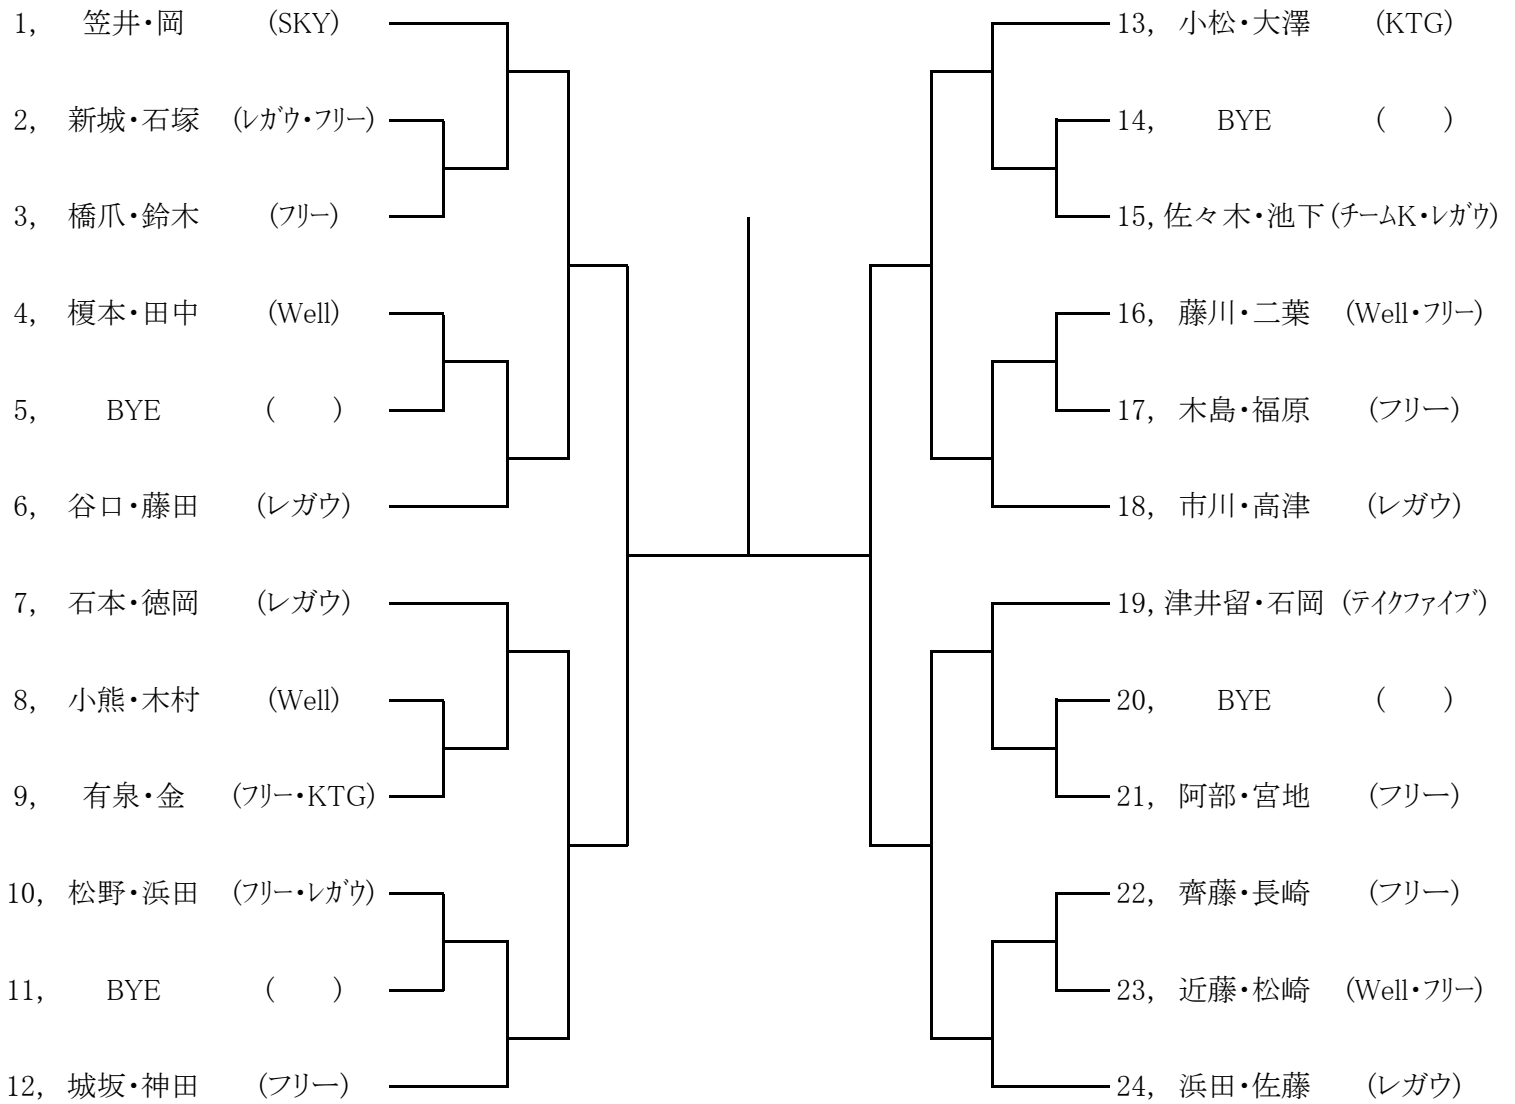 1, 笠井・岡 (SKY)
2, 新城・石塚 (ﾚｶﾞｳ・ﾌﾘｰ)
3, 橋爪・鈴木 (ﾌﾘｰ)
4, 榎本・田中 (Well)
5, BYE ( )
6, 谷口・藤田 (レガウ)
7, 石本・徳岡 (レガウ)
8, 小熊・木村 (Well)
9, 有泉・金 (ﾌﾘｰ・KTG)
10, 松野・浜田 (ﾌﾘｰ・ﾚｶﾞｳ)
11, BYE ( )
12, 城坂・神田 (フリー)
13, 小松・大澤 (KTG)
14, BYE ( )
15, 佐々木・池下 (ﾁｰﾑK・ﾚｶﾞｳ)
16, 藤川・二葉 (Well・ﾌﾘｰ)
17, 木島・福原 (フリー)
18, 市川・高津 (レガウ)
19, 津井留・石岡 (ﾃｲｸﾌｧｲﾌﾞ)
20, BYE ( )
21, 阿部・宮地 (フリー)
22, 齊藤・長崎 (フリー)
23, 近藤・松崎 (Well・ﾌﾘｰ)
24, 浜田・佐藤 (レガウ)